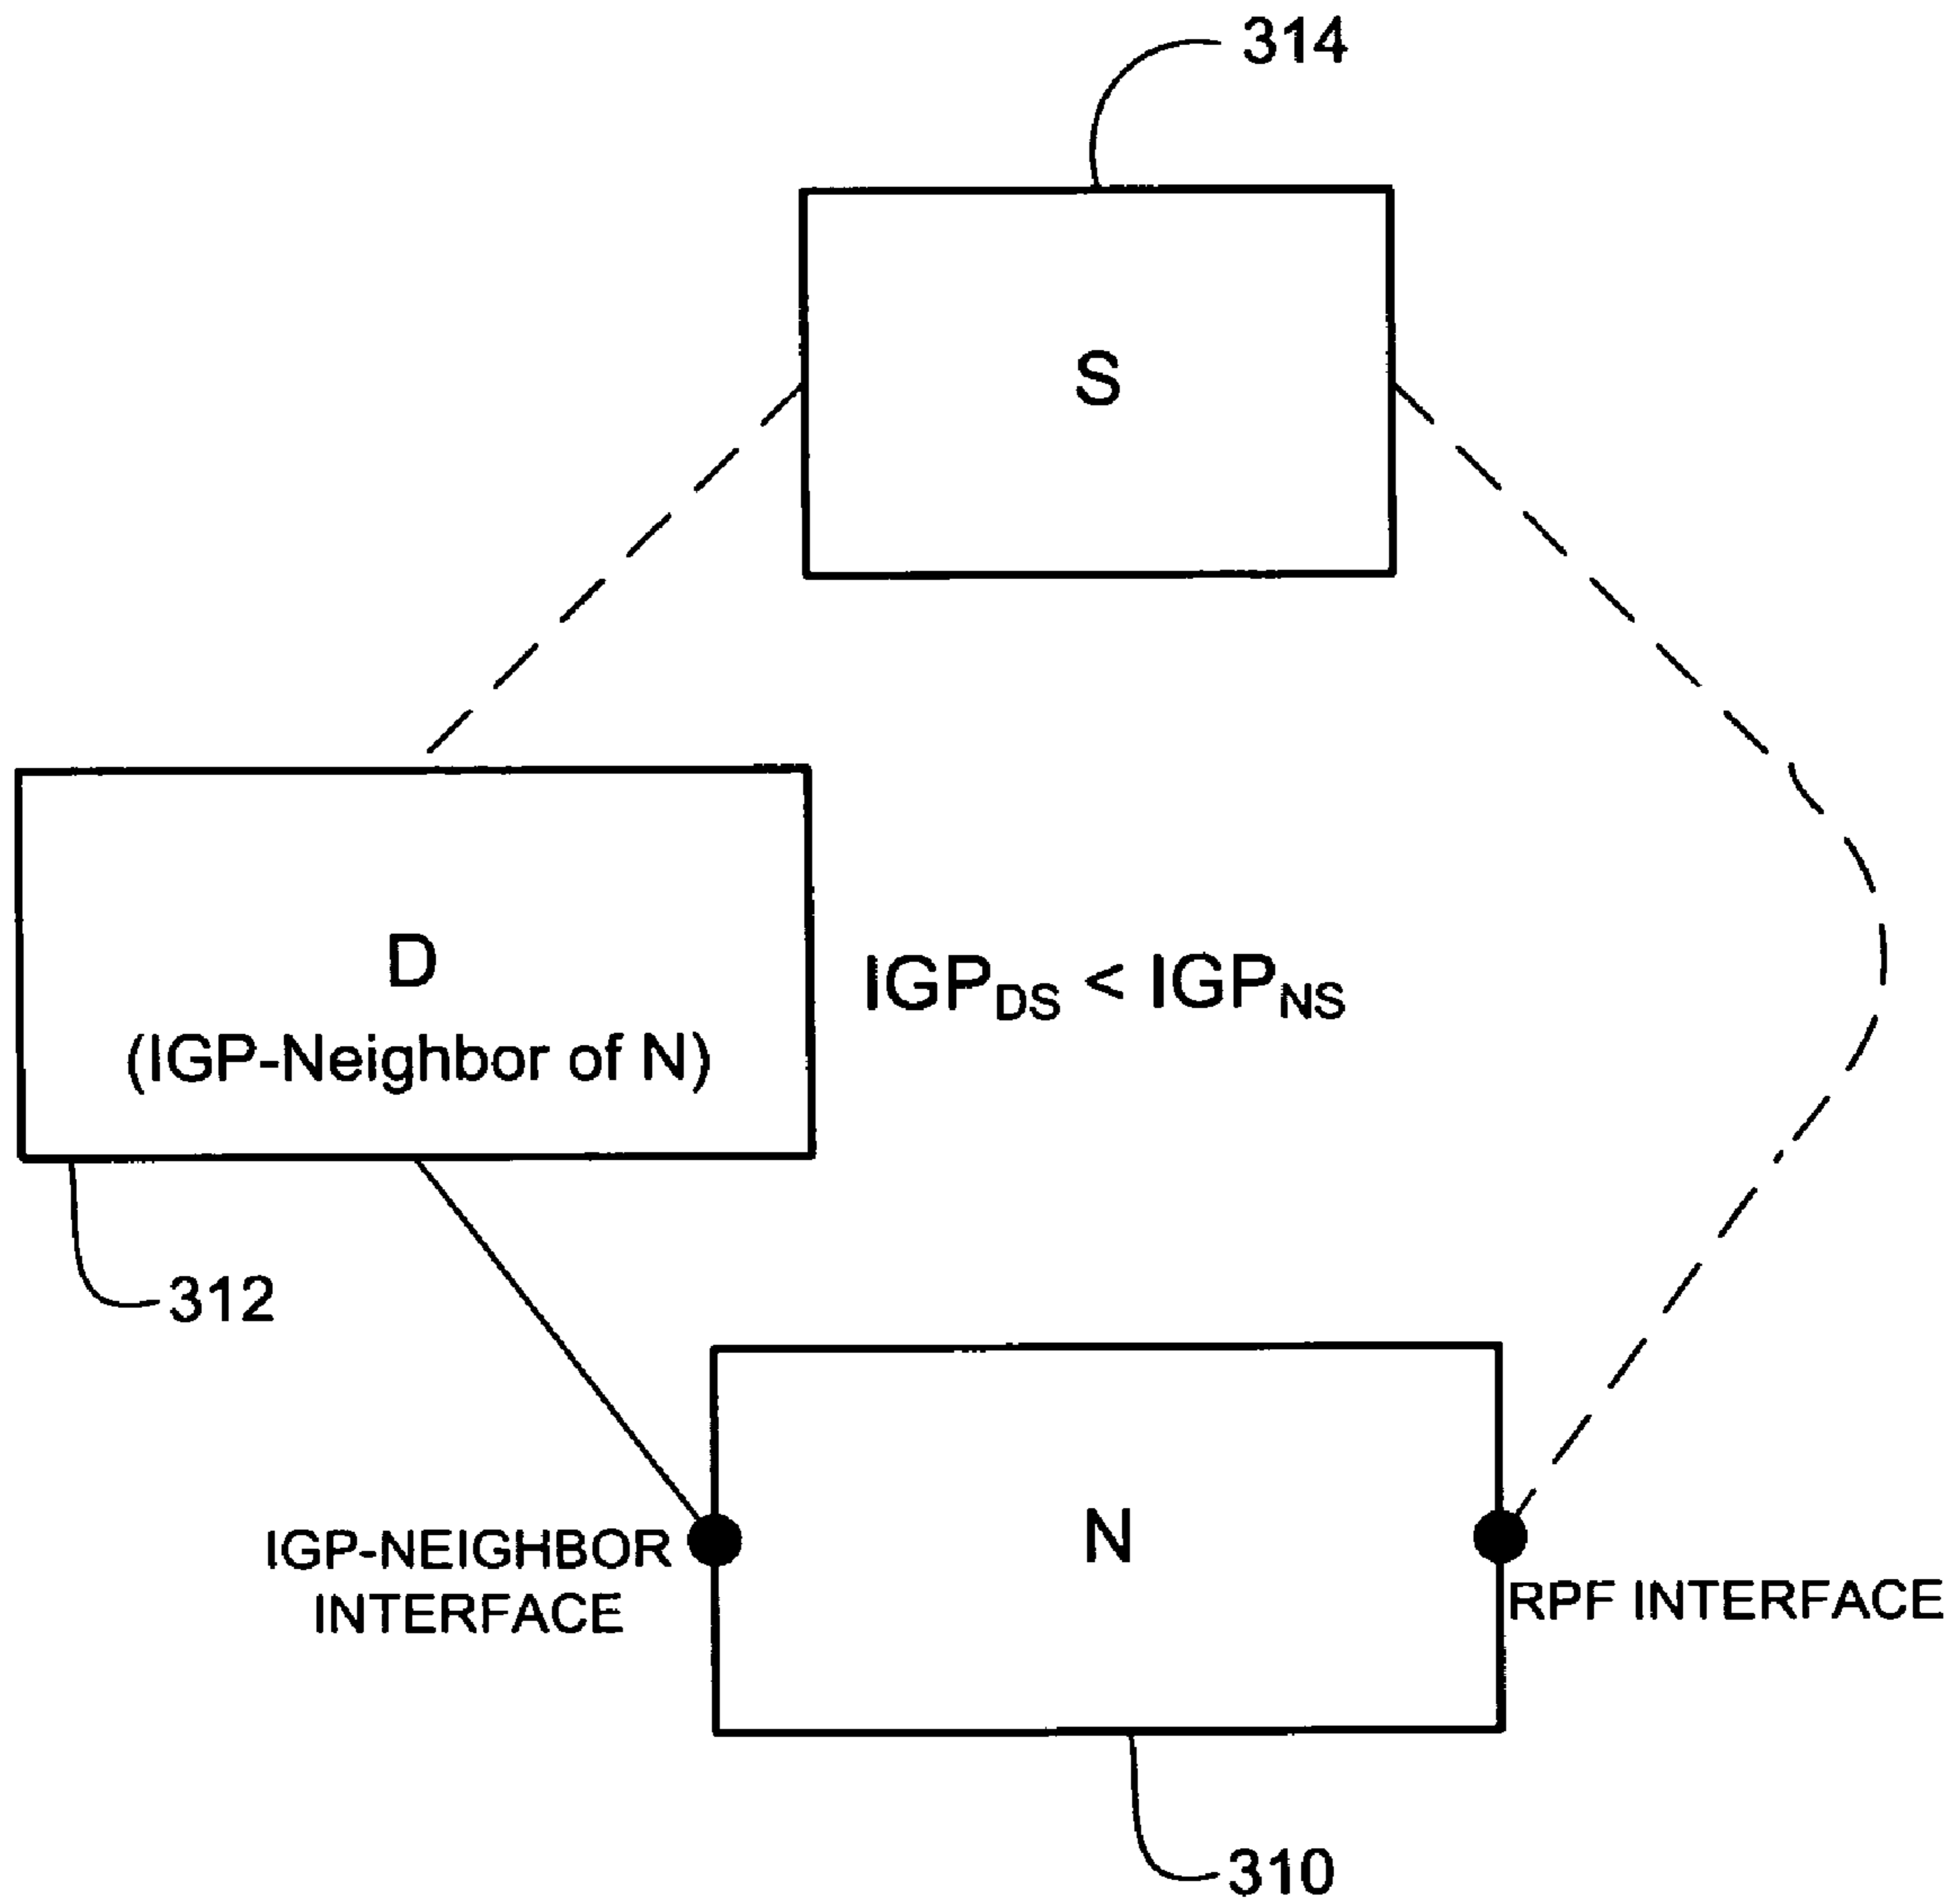 314
S
D
(IGP-Neighbor of N)
IGPDS < IGPNS
312
IGP-NEIGHBOR
INTERFACE
N
RPF INTERFACE
310